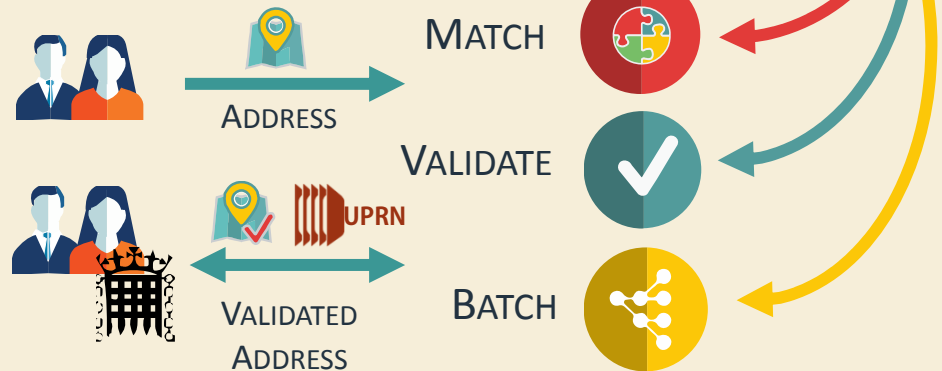 MATCH
ADDRESS
VALIDATE
UPRN
VALIDATED
ADDRESS
BATCH